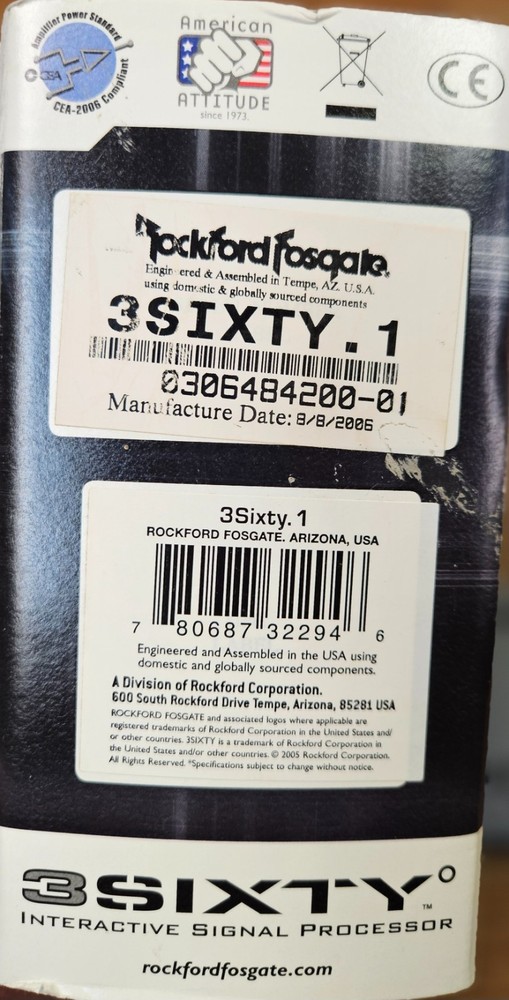 Amplifier Power Standard
CEA
CEA-2006 Compliant
American
ATTITUDE
since 1973.
CE
Rockford Fosgate
Engineered & Assembled in Tempe, AZ. U.S.A.
using domestic & globally sourced components
3SIXTY.1
0306484200-01
Manufacture Date: 8/8/2006
3Sixty.1
ROCKFORD FOSGATE. ARIZONA, USA
7 80687 32294 6
Engineered and Assembled in the USA using
domestic and globally sourced components.
A Division of Rockford Corporation.
600 South Rockford Drive Tempe, Arizona, 85281 USA
ROCKFORD FOSGATE and associated logos where applicable are
registered trademarks of Rockford Corporation in the United States and/
or other countries. 3SIXTY is a trademark of Rockford Corporation in
the United States and/or other countries. © 2005 Rockford Corporation.
All Rights Reserved. *Specifications subject to change without notice.
3SIXTY°
TM
INTERACTIVE SIGNAL PROCESSOR
rockfordfosgate.com